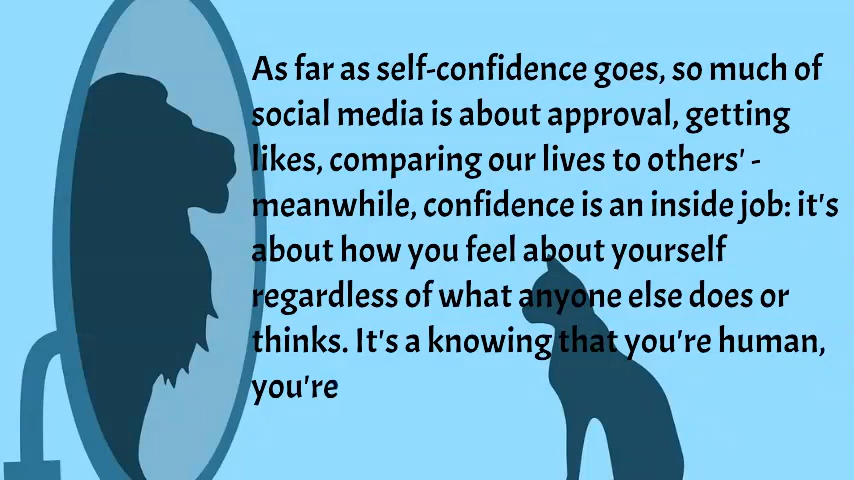 As far as self-confidence goes, so much of
social media is about approval, getting
likes, comparing our lives to others' -
meanwhile, confidence is an inside job: it's
about how you feel about yourself
regardless of what anyone else does or
thinks. It's a knowing that you're human,
you're